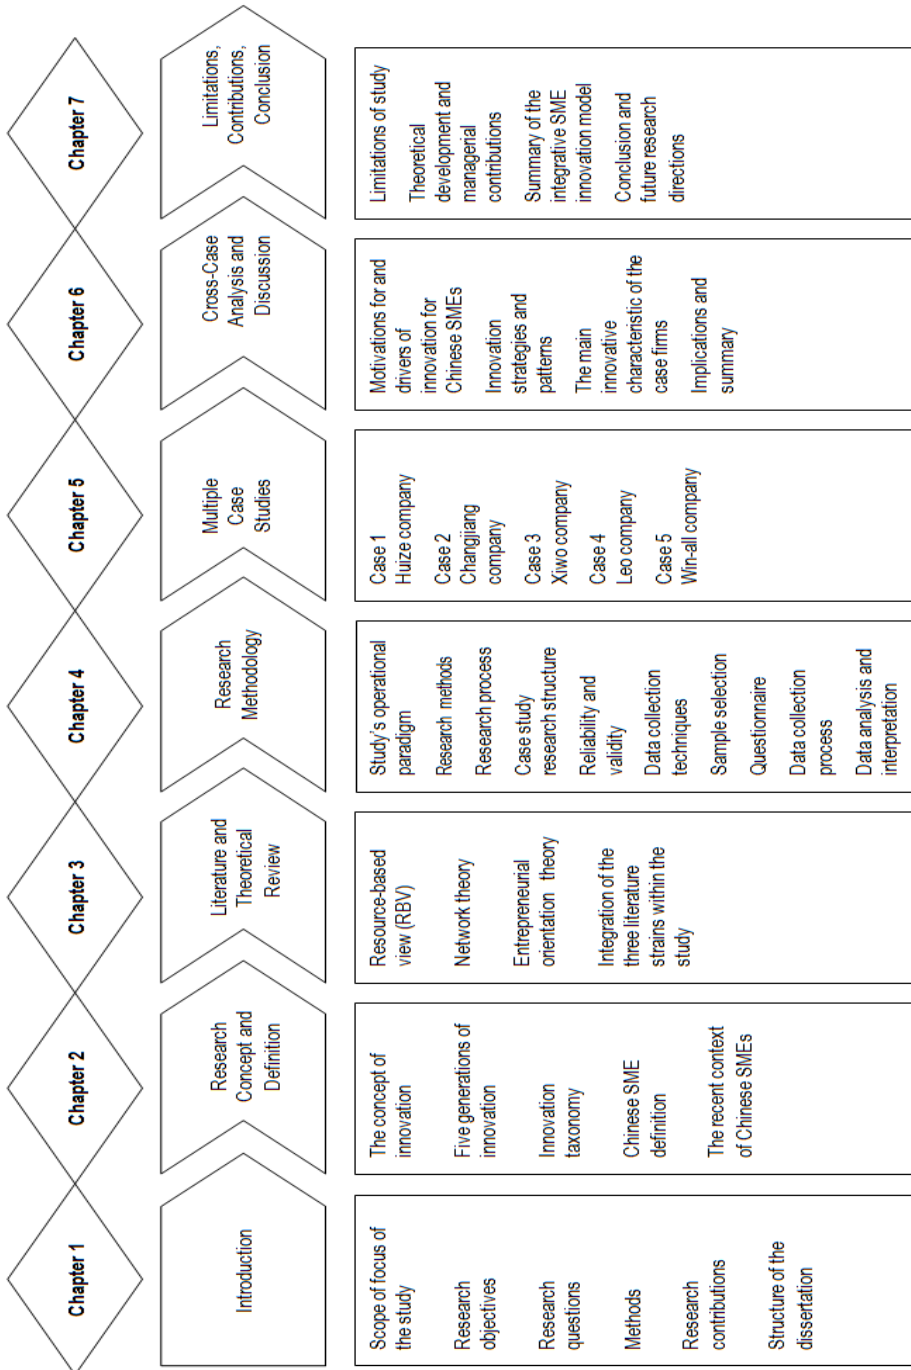 Chapter 1
Chapter 2
Chapter 3
Chapter 4
Chapter 5
Chapter 6
Chapter 7
Introduction
Research
Concept and
Definition
Literature and
Theoretical
Review
Research
Methodology
Multiple
Case
Studies
Cross-Case
Analysis and
Discussion
Limitations,
Contributions,
Conclusion
Scope of focus of
the study
Research
objectives
Research
questions
Methods
Research
contributions
Structure of the
dissertation
The concept of
innovation
Five generations of
innovation
Innovation
taxonomy
Chinese SME
definition
The recent context
of Chinese SMEs
Resource-based
view (RBV)
Network theory
Entrepreneurial
orientation theory
Integration of the
three literature
strains within the
study
Study's operational
paradigm
Research methods
Research process
Case study
research structure
Reliability and
validity
Data collection
techniques
Sample selection
Questionnaire
Data collection
process
Data analysis and
interpretation
Case 1
Huize company
Case 2
Changjiang
company
Case 3
Xiwo company
Case 4
Leo company
Case 5
Win-all company
Motivations for and
drivers of
innovation for
Chinese SMEs
Innovation
strategies and
patterns
The main
innovative
characteristic of the
case firms
Implications and
summary
Limitations of study
Theoretical
development and
managerial
contributions
Summary of the
integrative SME
innovation model
Conclusion and
future research
directions